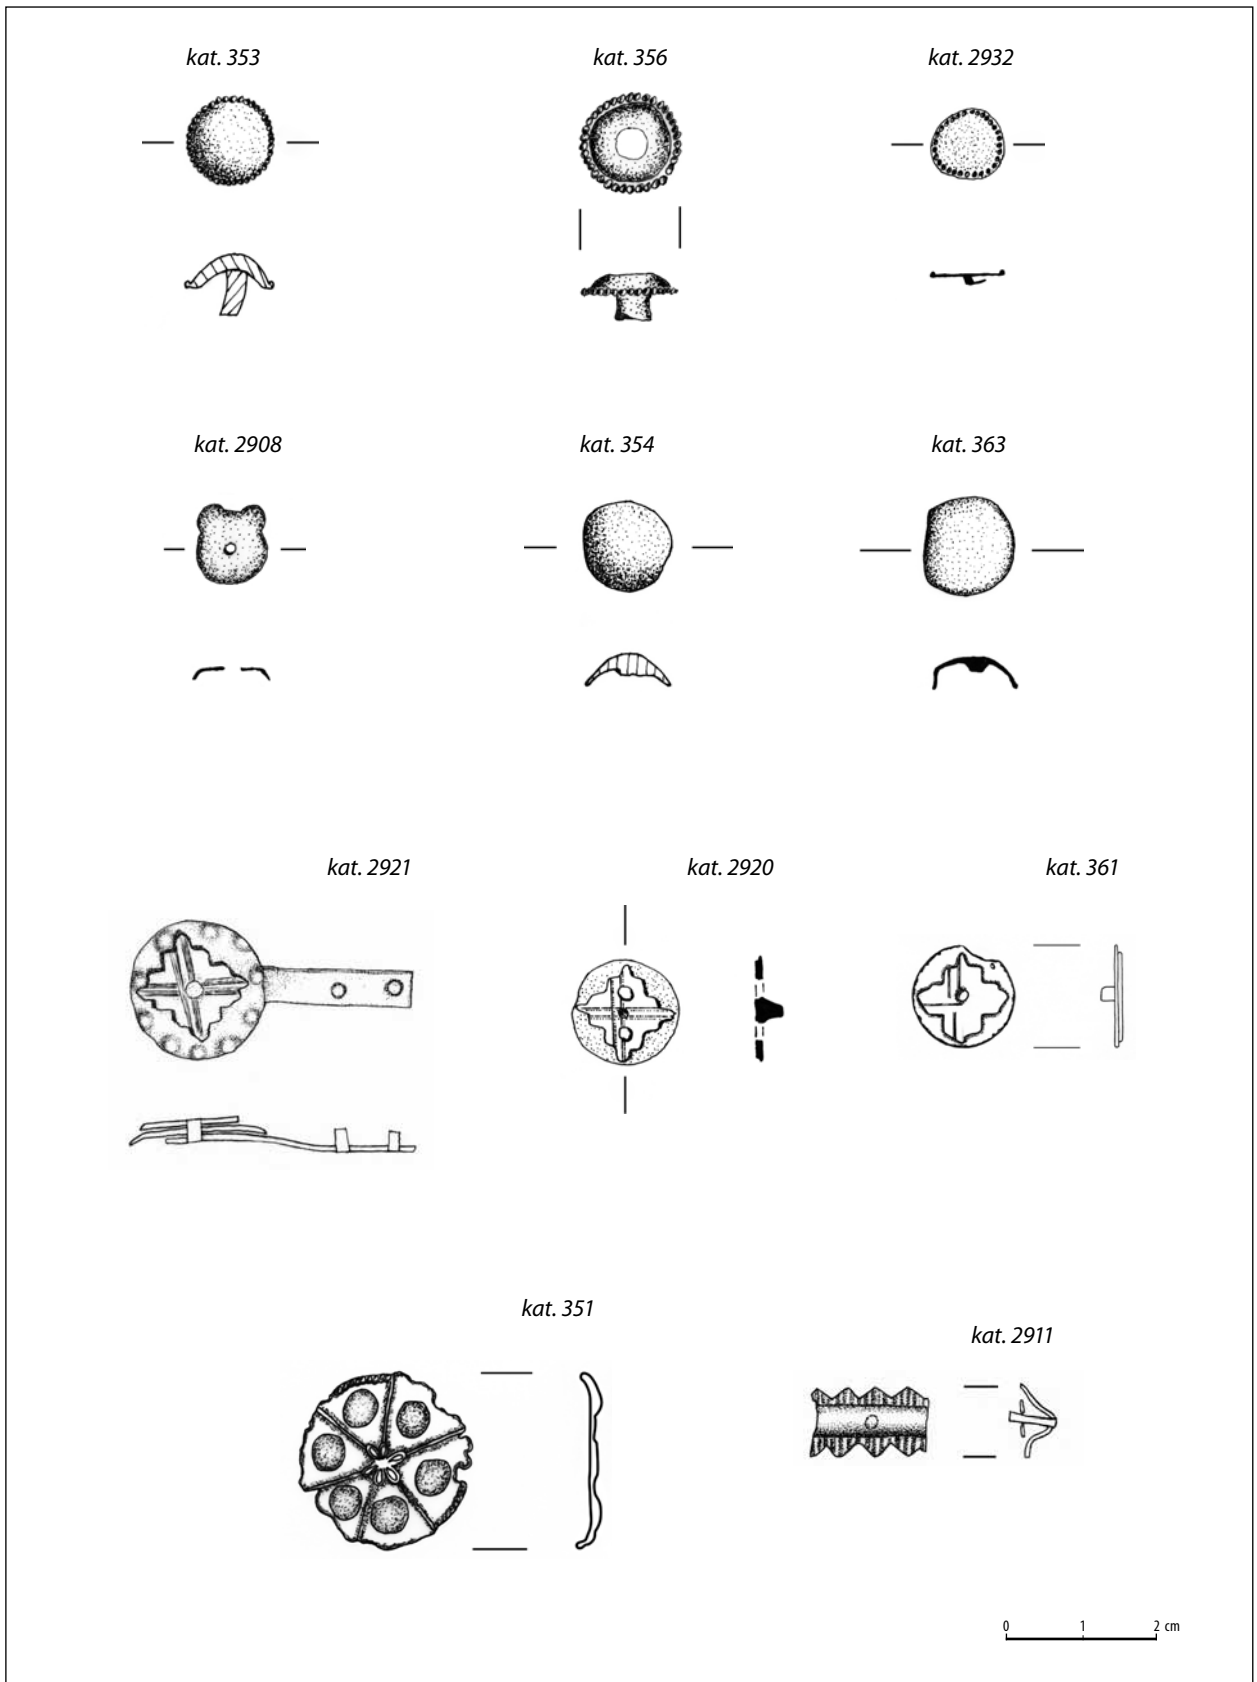 kat. 353
kat. 356
kat. 2932
kat. 2908
kat. 354
kat. 363
kat. 2921
kat. 2920
kat. 361
kat. 351
kat. 2911
0 1 2 cm